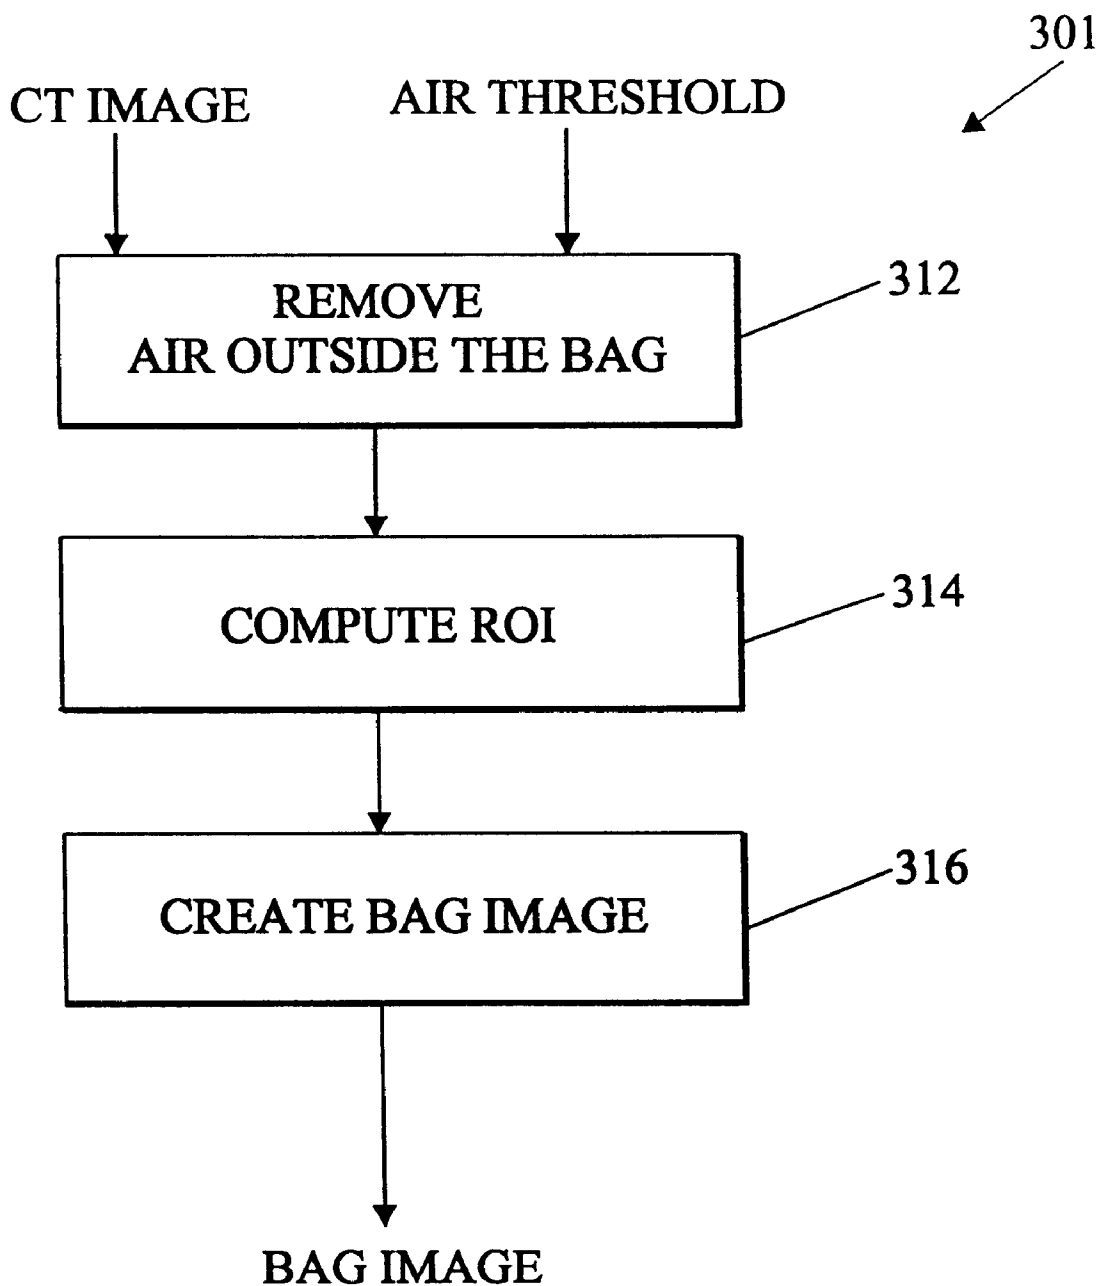 301
CT IMAGE
AIR THRESHOLD
REMOVE
AIR OUTSIDE THE BAG
312
COMPUTE ROI
314
CREATE BAG IMAGE
316
BAG IMAGE